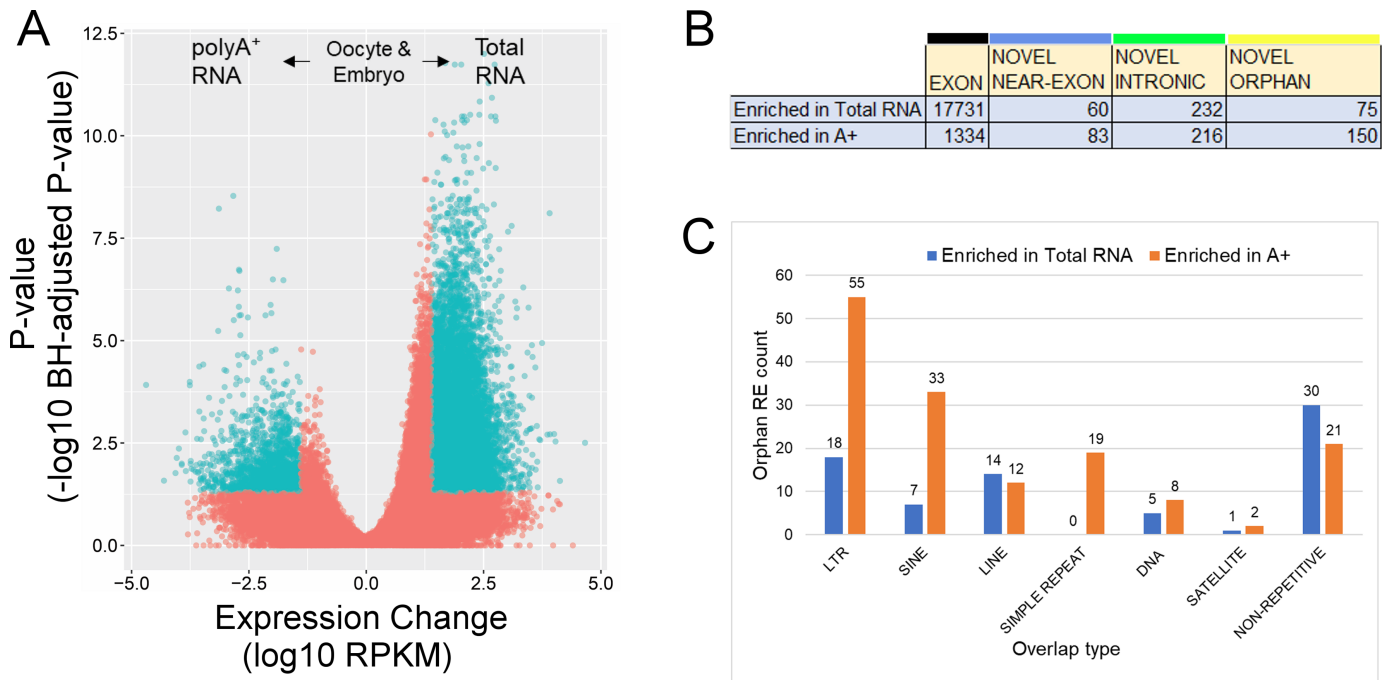 A
polyA+
RNA
Oocyte &
Embryo
Total
RNA
P-value
(-log10 BH-adjusted P-value)
12.5
10.0
7.5
5.0
2.5
0.0
−5.0 −2.5 0.0 2.5 5.0
Expression Change
(log10 RPKM)
B
EXON NOVEL NEAR-EXON NOVEL INTRONIC NOVEL ORPHAN
Enriched in Total RNA 17731 60 232 75
Enriched in A+ 1334 83 216 150
C
Enriched in Total RNA Enriched in A+
Orphan RE count
60
50
40
30
20
10
0
18 55 7 33 14 12 0 19 5 8 1 2 30 21
LTR SINE LINE SIMPLE REPEAT DNA SATELLITE NON-REPETITIVE
Overlap type